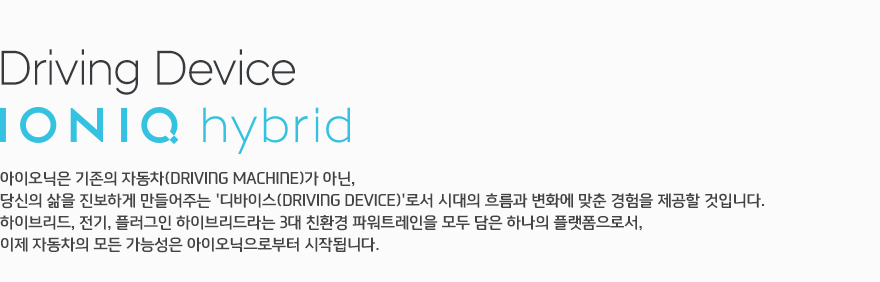 Driving Device
IONIQ hybrid
아이오닉은 기존의 자동차(DRIVING MACHINE)가 아닌,
당신의 삶을 진보하게 만들어주는 '디바이스(DRIVING DEVICE)'로서 시대의 흐름과 변화에 맞춘 경험을 제공할 것입니다.
하이브리드, 전기, 플러그인 하이브리드라는 3대 친환경 파워트레인을 모두 담은 하나의 플랫폼으로서,
이제 자동차의 모든 가능성은 아이오닉으로부터 시작됩니다.